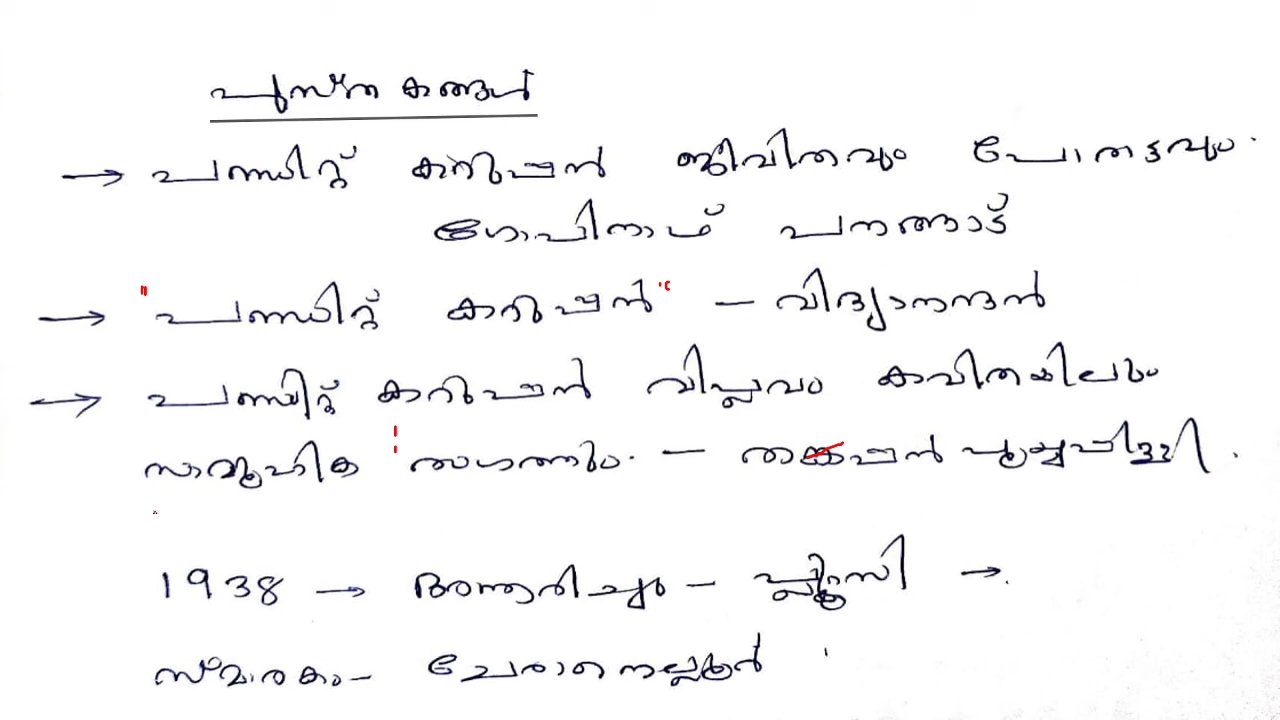 പുസ്തകങ്ങൾ
→ പണ്ഡിറ്റ് കറുപ്പൻ ജീവിതവും പോരാട്ടവും.
ഗോപിനാഥ് പനങ്ങാട്
→ "പണ്ഡിറ്റ് കറുപ്പൻ" – വിദ്യാനന്ദൻ
→ പണ്ഡിറ്റ് കറുപ്പൻ വിപ്ലവം കവിതയിലും
സാമൂഹിക രംഗത്തും. –
1938 → അന്തരിച്ചു – പ്ലൂറസി →
സ്മാരകം – ചേരാനെല്ലൂർ